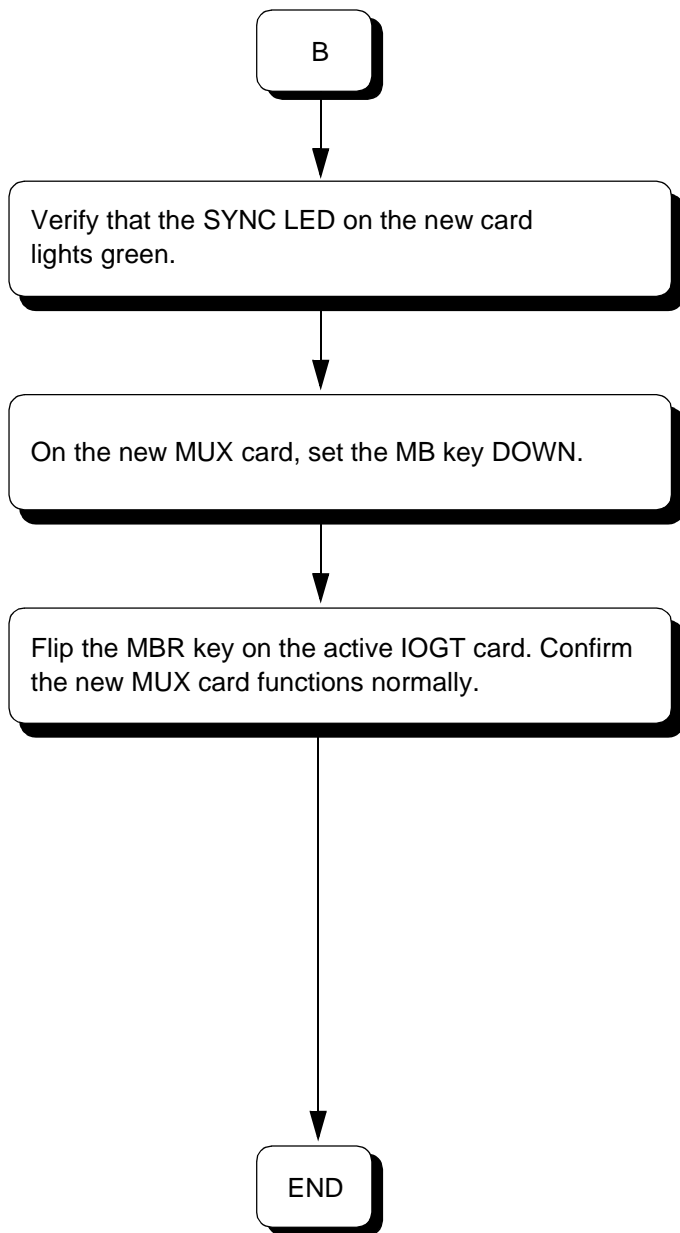 B
Verify that the SYNC LED on the new card
lights green.
On the new MUX card, set the MB key DOWN.
Flip the MBR key on the active IOGT card. Confirm
the new MUX card functions normally.
END